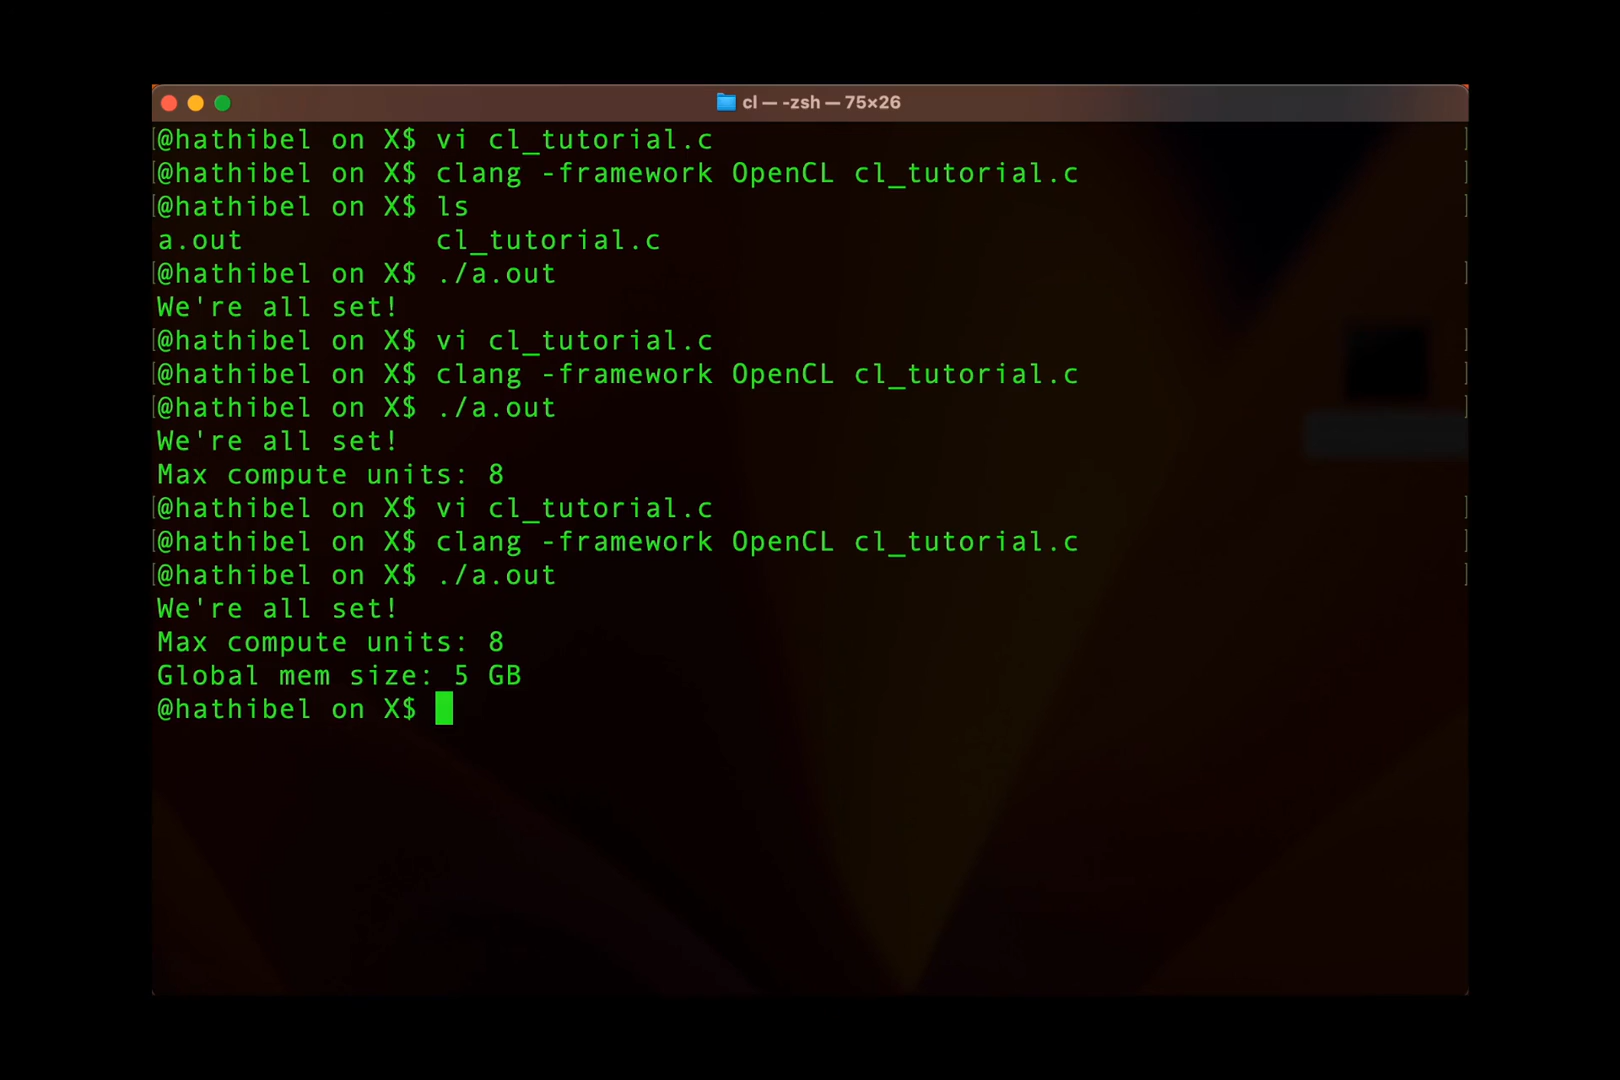 cl — -zsh — 75×26
@hathibel on X$ vi cl_tutorial.c
@hathibel on X$ clang -framework OpenCL cl_tutorial.c
@hathibel on X$ ls
a.out cl_tutorial.c
@hathibel on X$ ./a.out
We're all set!
@hathibel on X$ vi cl_tutorial.c
@hathibel on X$ clang -framework OpenCL cl_tutorial.c
@hathibel on X$ ./a.out
We're all set!
Max compute units: 8
@hathibel on X$ vi cl_tutorial.c
@hathibel on X$ clang -framework OpenCL cl_tutorial.c
@hathibel on X$ ./a.out
We're all set!
Max compute units: 8
Global mem size: 5 GB
@hathibel on X$